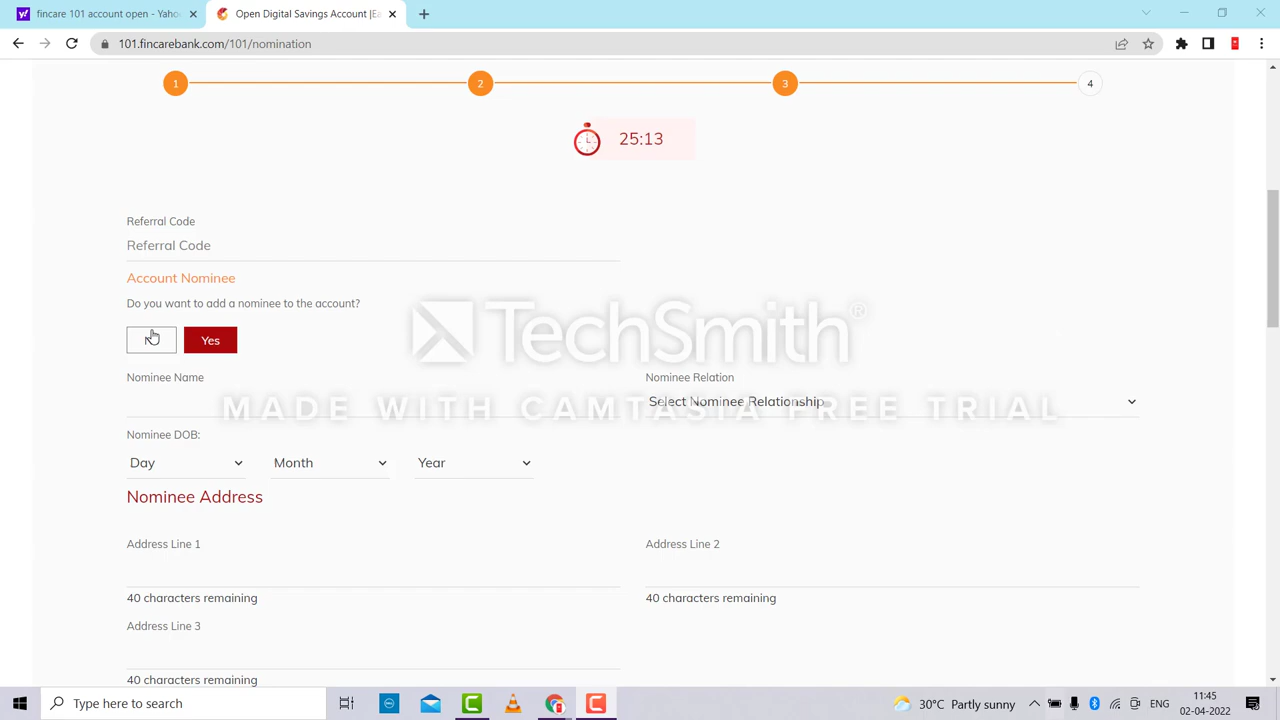 fincare 101 account open - Yaho
Open Digital Savings Account |Ea
101.fincarebank.com/101/nomination
1
2
3
4
25:13
Referral Code
Referral Code
Account Nominee
Do you want to add a nominee to the account?
Yes
TechSmith®
MADE WITH CAMTASIA FREE TRIAL
Nominee Name
Nominee Relation
Select Nominee Relationship
Nominee DOB:
Day
Month
Year
Nominee Address
Address Line 1
Address Line 2
40 characters remaining
40 characters remaining
Address Line 3
40 characters remaining
Type here to search
30°C Partly sunny
ENG
11:45
02-04-2022